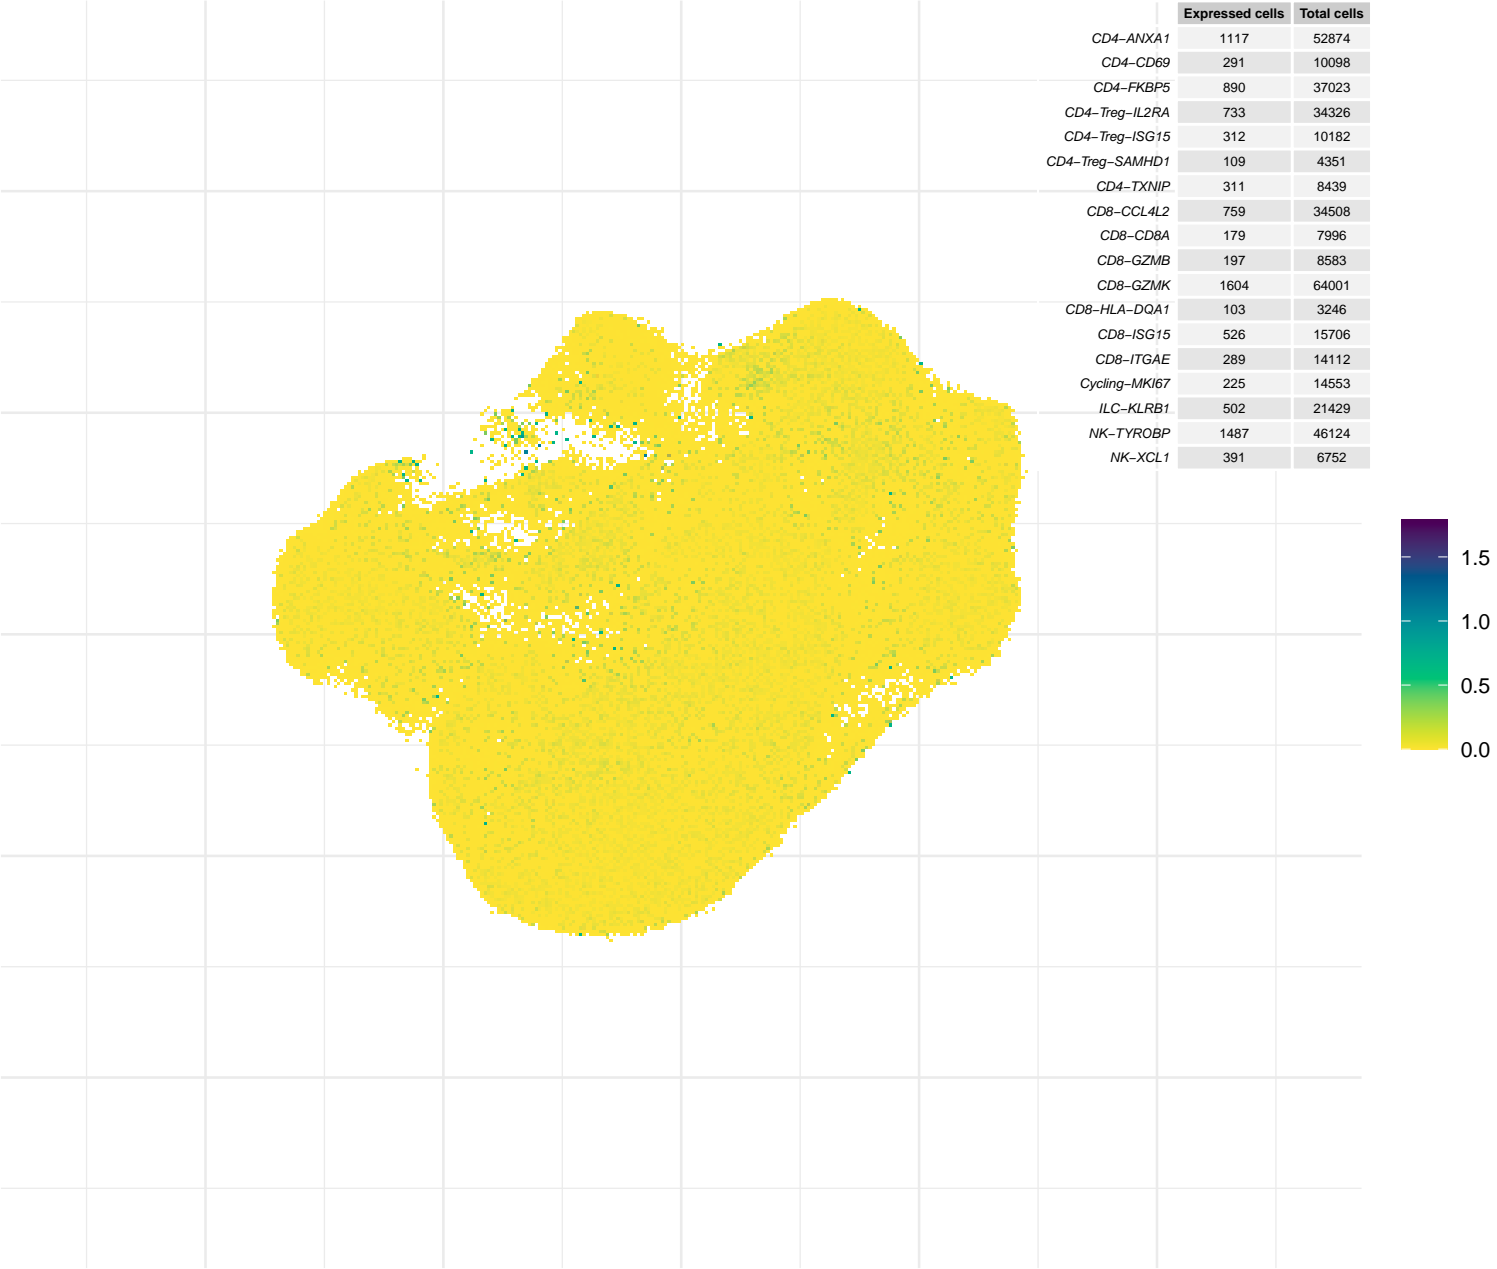 Expressed cells Total cells
CD4−ANXA1 1117 52874
CD4−CD69 291 10098
CD4−FKBP5 890 37023
CD4−Treg−IL2RA 733 34326
CD4−Treg−ISG15 312 10182
CD4−Treg−SAMHD1 109 4351
CD4−TXNIP 311 8439
CD8−CCL4L2 759 34508
CD8−CD8A 179 7996
CD8−GZMB 197 8583
CD8−GZMK 1604 64001
CD8−HLA−DQA1 103 3246
CD8−ISG15 526 15706
CD8−ITGAE 289 14112
Cycling−MKI67 225 14553
ILC−KLRB1 502 21429
NK−TYROBP 1487 46124
NK−XCL1 391 6752
1.5
1.0
0.5
0.0